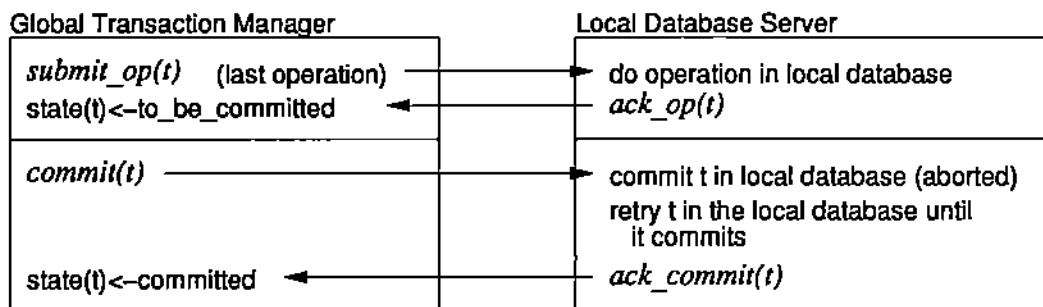 Global Transaction Manager
Local Database Server
submit_op(t) (last operation)
do operation in local database
state(t)<-to_be_committed
ack_op(t)
commit(t)
commit t in local database (aborted)
retry t in the local database until
it commits
state(t)<-committed
ack_commit(t)